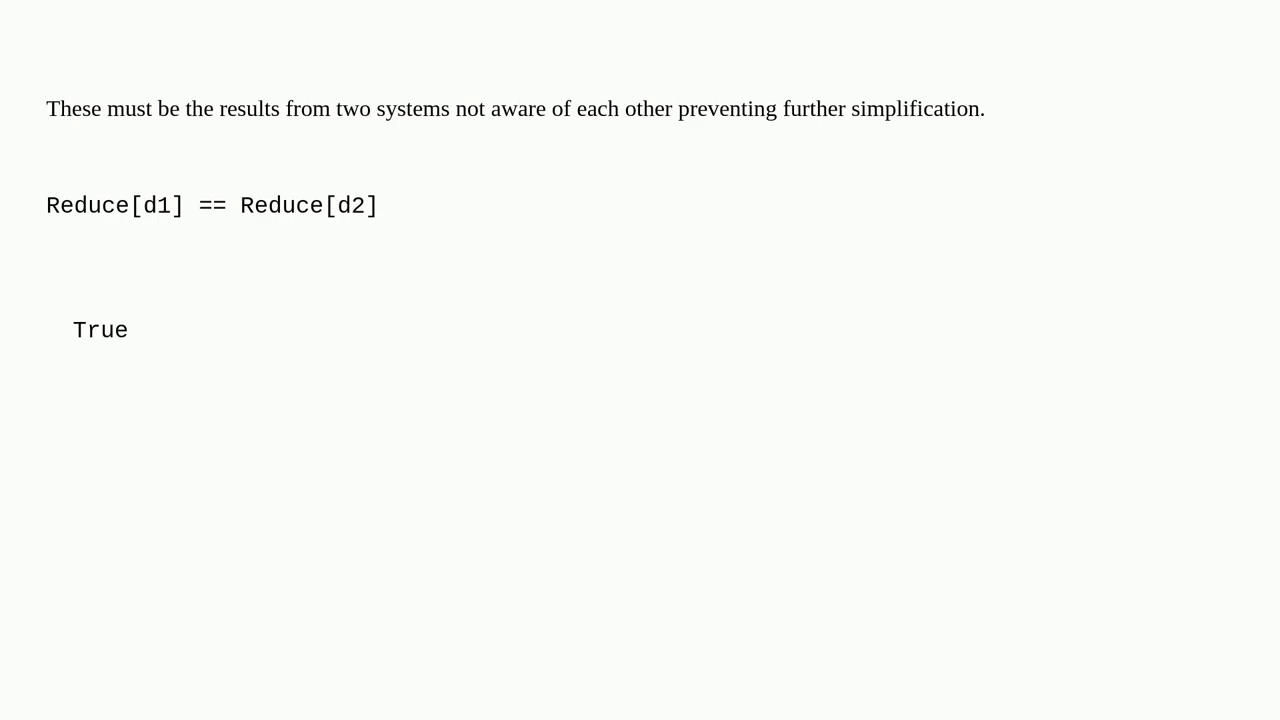 These must be the results from two systems not aware of each other preventing further simplification.
Reduce[d1] == Reduce[d2]
True